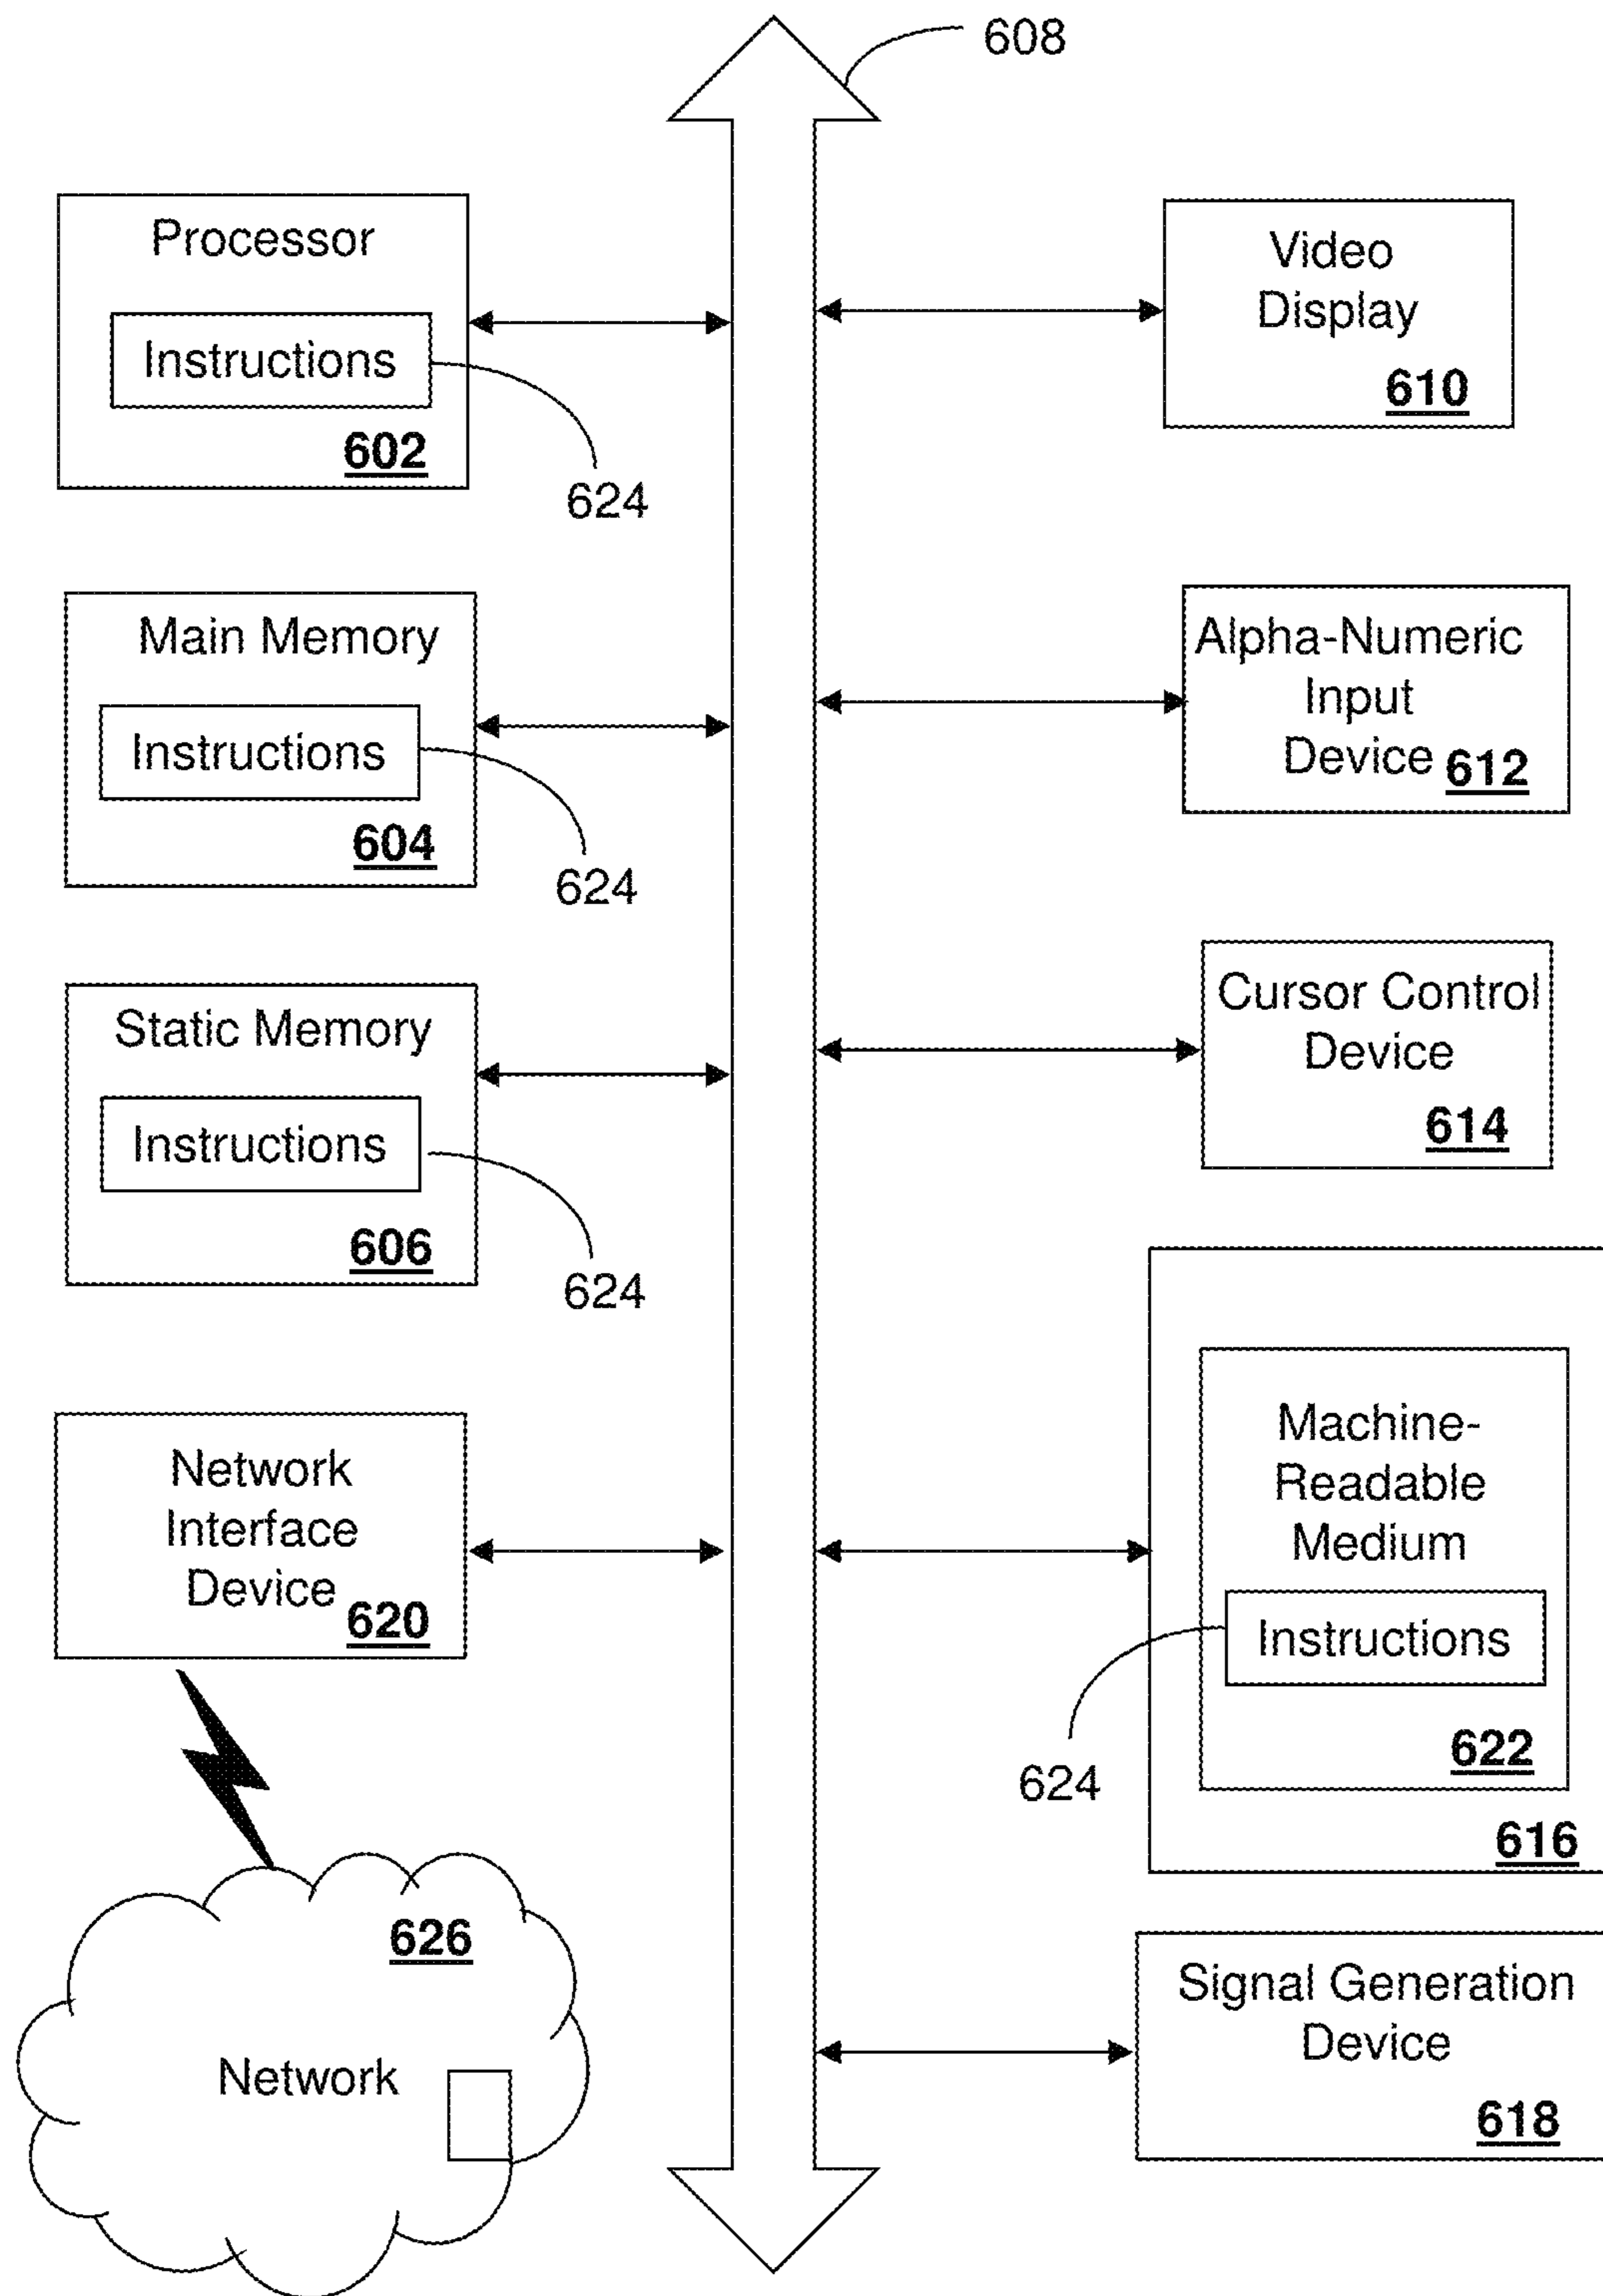 608
Processor
Instructions
602
624
Main Memory
Instructions
604
624
Static Memory
Instructions
606
624
Network
Interface
Device
620
626
Network
Video
Display
610
Alpha-Numeric
Input
Device 612
Cursor Control
Device
614
Machine-
Readable
Medium
Instructions
622
624
616
Signal Generation
Device
618